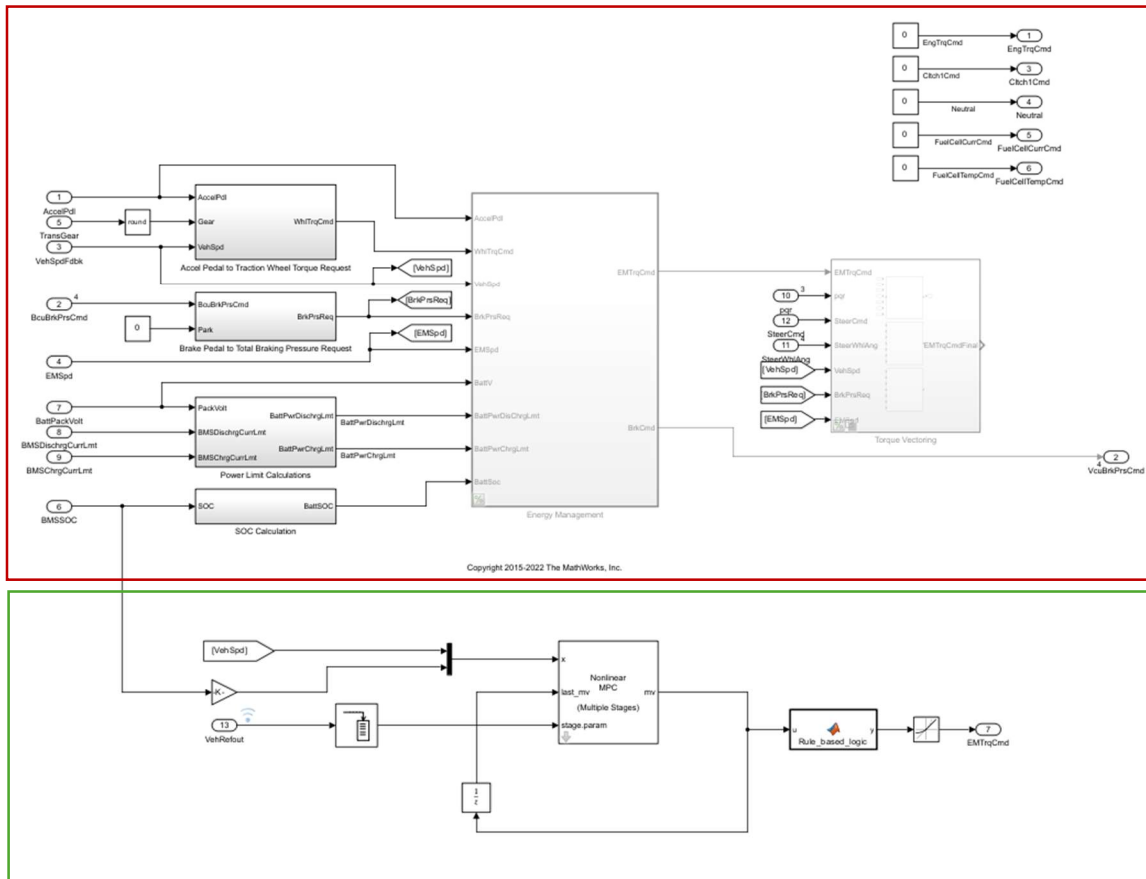 0
EngTrqCmd
1
EngTrqCmd
0
Cltch1Cmd
3
Cltch1Cmd
0
Neutral
4
Neutral
0
FuelCellCurrCmd
5
FuelCellCurrCmd
0
FuelCellTempCmd
6
FuelCellTempCmd
1
AccelPdl
5
TransGear
round
3
VehSpdFdbk
AccelPdl
Gear
VehSpd
WhlTrqCmd
Accel Pedal to Traction Wheel Torque Request
[VehSpd]
2
4
BcuBrkPrsCmd
0
BcuBrkPrsCmd
Park
BrkPrsReq
Brake Pedal to Total Braking Pressure Request
[BrkPrsReq]
[EMSpd]
4
EMSpd
7
BattPackVolt
8
BMSDischrgCurrLmt
9
BMSChrgCurrLmt
PackVolt
BMSDischrgCurrLmt
BMSChrgCurrLmt
BattPwrDischrgLmt
BattPwrChrgLmt
Power Limit Calculations
BattPwrDischrgLmt
BattPwrChrgLmt
6
BMSSOC
SOC
BattSOC
SOC Calculation
AccelPdl
WhlTrqCmd
VehSpd
BrkPrsReq
EMSpd
BattV
BattPwrDisChrgLmt
BattPwrChrgLmt
BattSoc
EMTrqCmd
BrkCmd
Energy Management
10
3
pgr
12
SteerCmd
11
4
SteerWhlAng
[VehSpd]
[BrkPrsReq]
[EMSpd]
EMTrqCmd
pgr
SteerCmd
SteerWhlAng
VehSpd
BrkPrsReq
EMTrqCmdFinal
Torque Vectoring
2
4
VcuBrkPrsCmd
Copyright 2015-2022 The MathWorks, Inc.
[VehSpd]
-K-
13
VehRefout
x
last_mv
stage.param
Nonlinear
MPC
(Multiple Stages)
mv
1
z
u
y
Rule_based_logic
7
EMTrqCmd